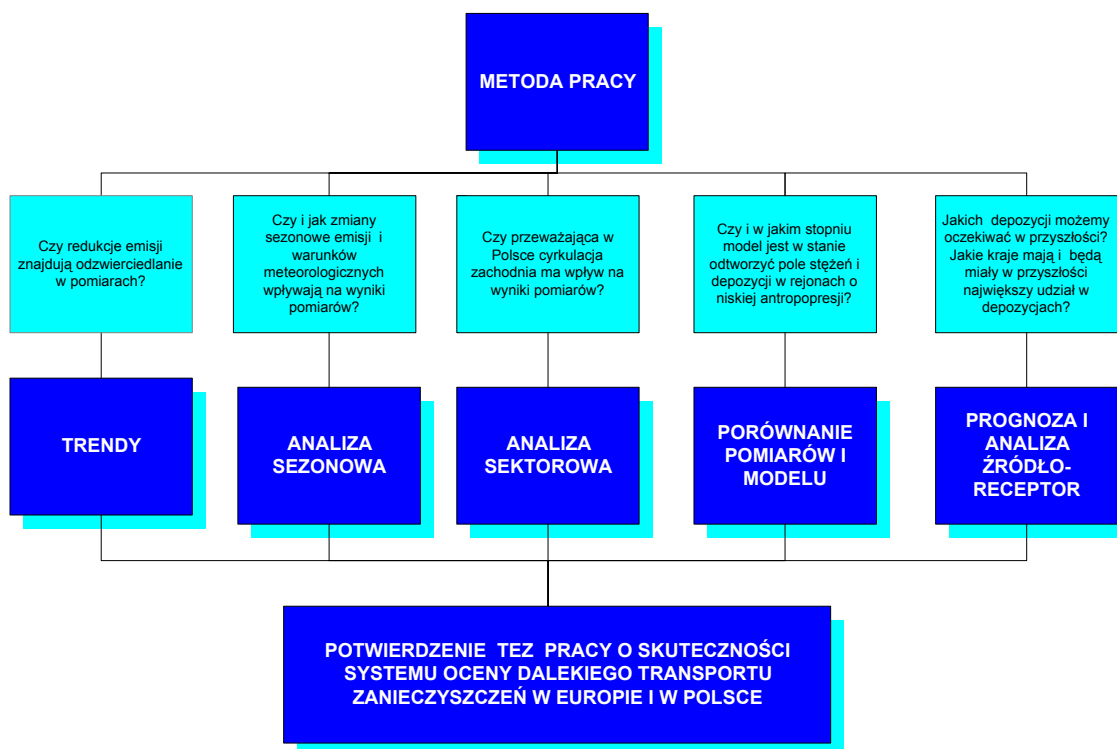 METODA PRACY
Czy redukcje emisji
znajdują odzwierciedlanie
w pomiarach?
Czy i jak zmiany
sezonowe emisji i
warunków
meteorologicznych
wpływają na wyniki
pomiarów?
Czy przeważająca w
Polsce cyrkulacja
zachodnia ma wpływ na
wyniki pomiarów?
Czy i w jakim stopniu
model jest w stanie
odtworzyć pole stężeń i
depozycji w rejonach o
niskiej antropopresji?
Jakich depozycji możemy
oczekiwać w przyszłości?
Jakie kraje mają i będą
miały w przyszłości
największy udział w
depozycjach?
TRENDY
ANALIZA
SEZONOWA
ANALIZA
SEKTOROWA
PORÓWNANIE
POMIARÓW I
MODELU
PROGNOZA I
ANALIZA
ŹRÓDŁO-
RECEPTOR
POTWIERDZENIE TEZ PRACY O SKUTECZNOŚCI
SYSTEMU OCENY DALEKIEGO TRANSPORTU
ZANIECZYSZCZEŃ W EUROPIE I W POLSCE